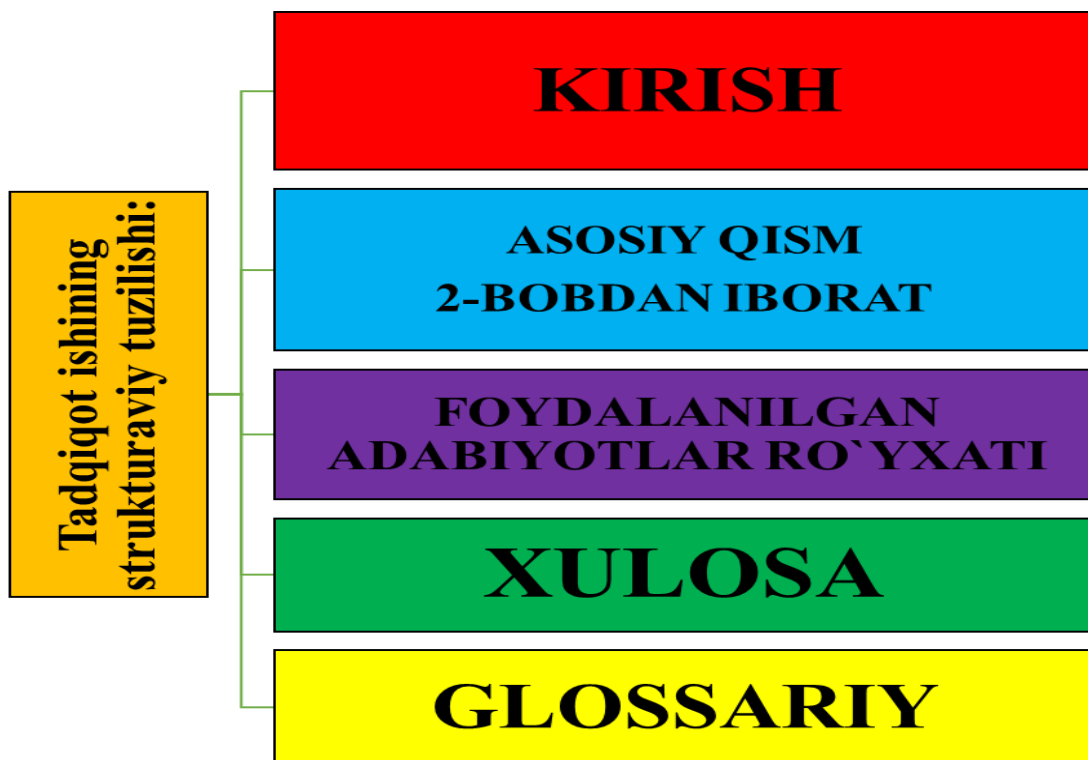 Tadqiqot ishining
strukturaviy tuzilishi:
KIRISH
ASOSIY QISM
2-BOBDAN IBORAT
FOYDALANILGAN
ADABIYOTLAR RO`YXATI
XULOSA
GLOSSARIY